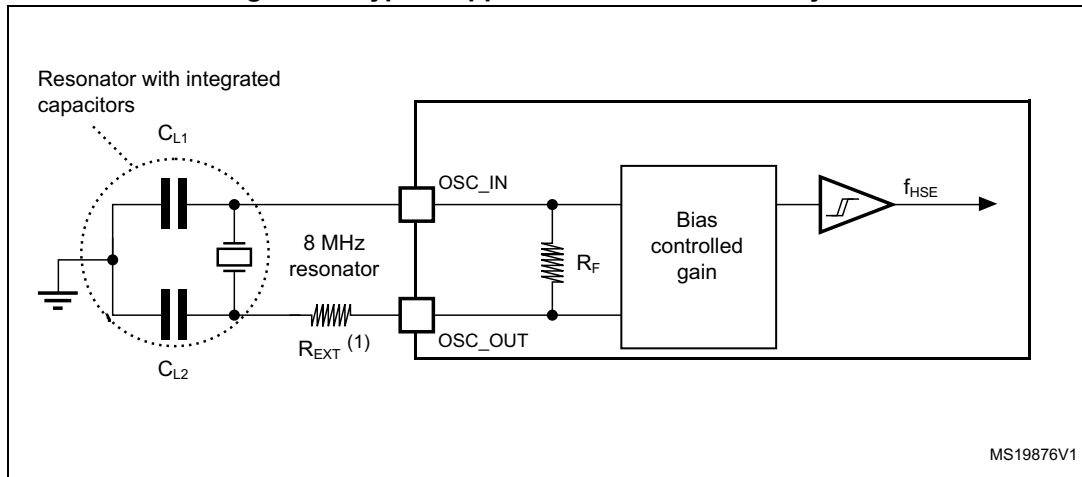 Resonator with integrated
capacitors
CL1
OSC_IN
fHSE
8 MHz
resonator
RF
Bias
controlled
gain
REXT (1)
OSC_OUT
CL2
MS19876V1